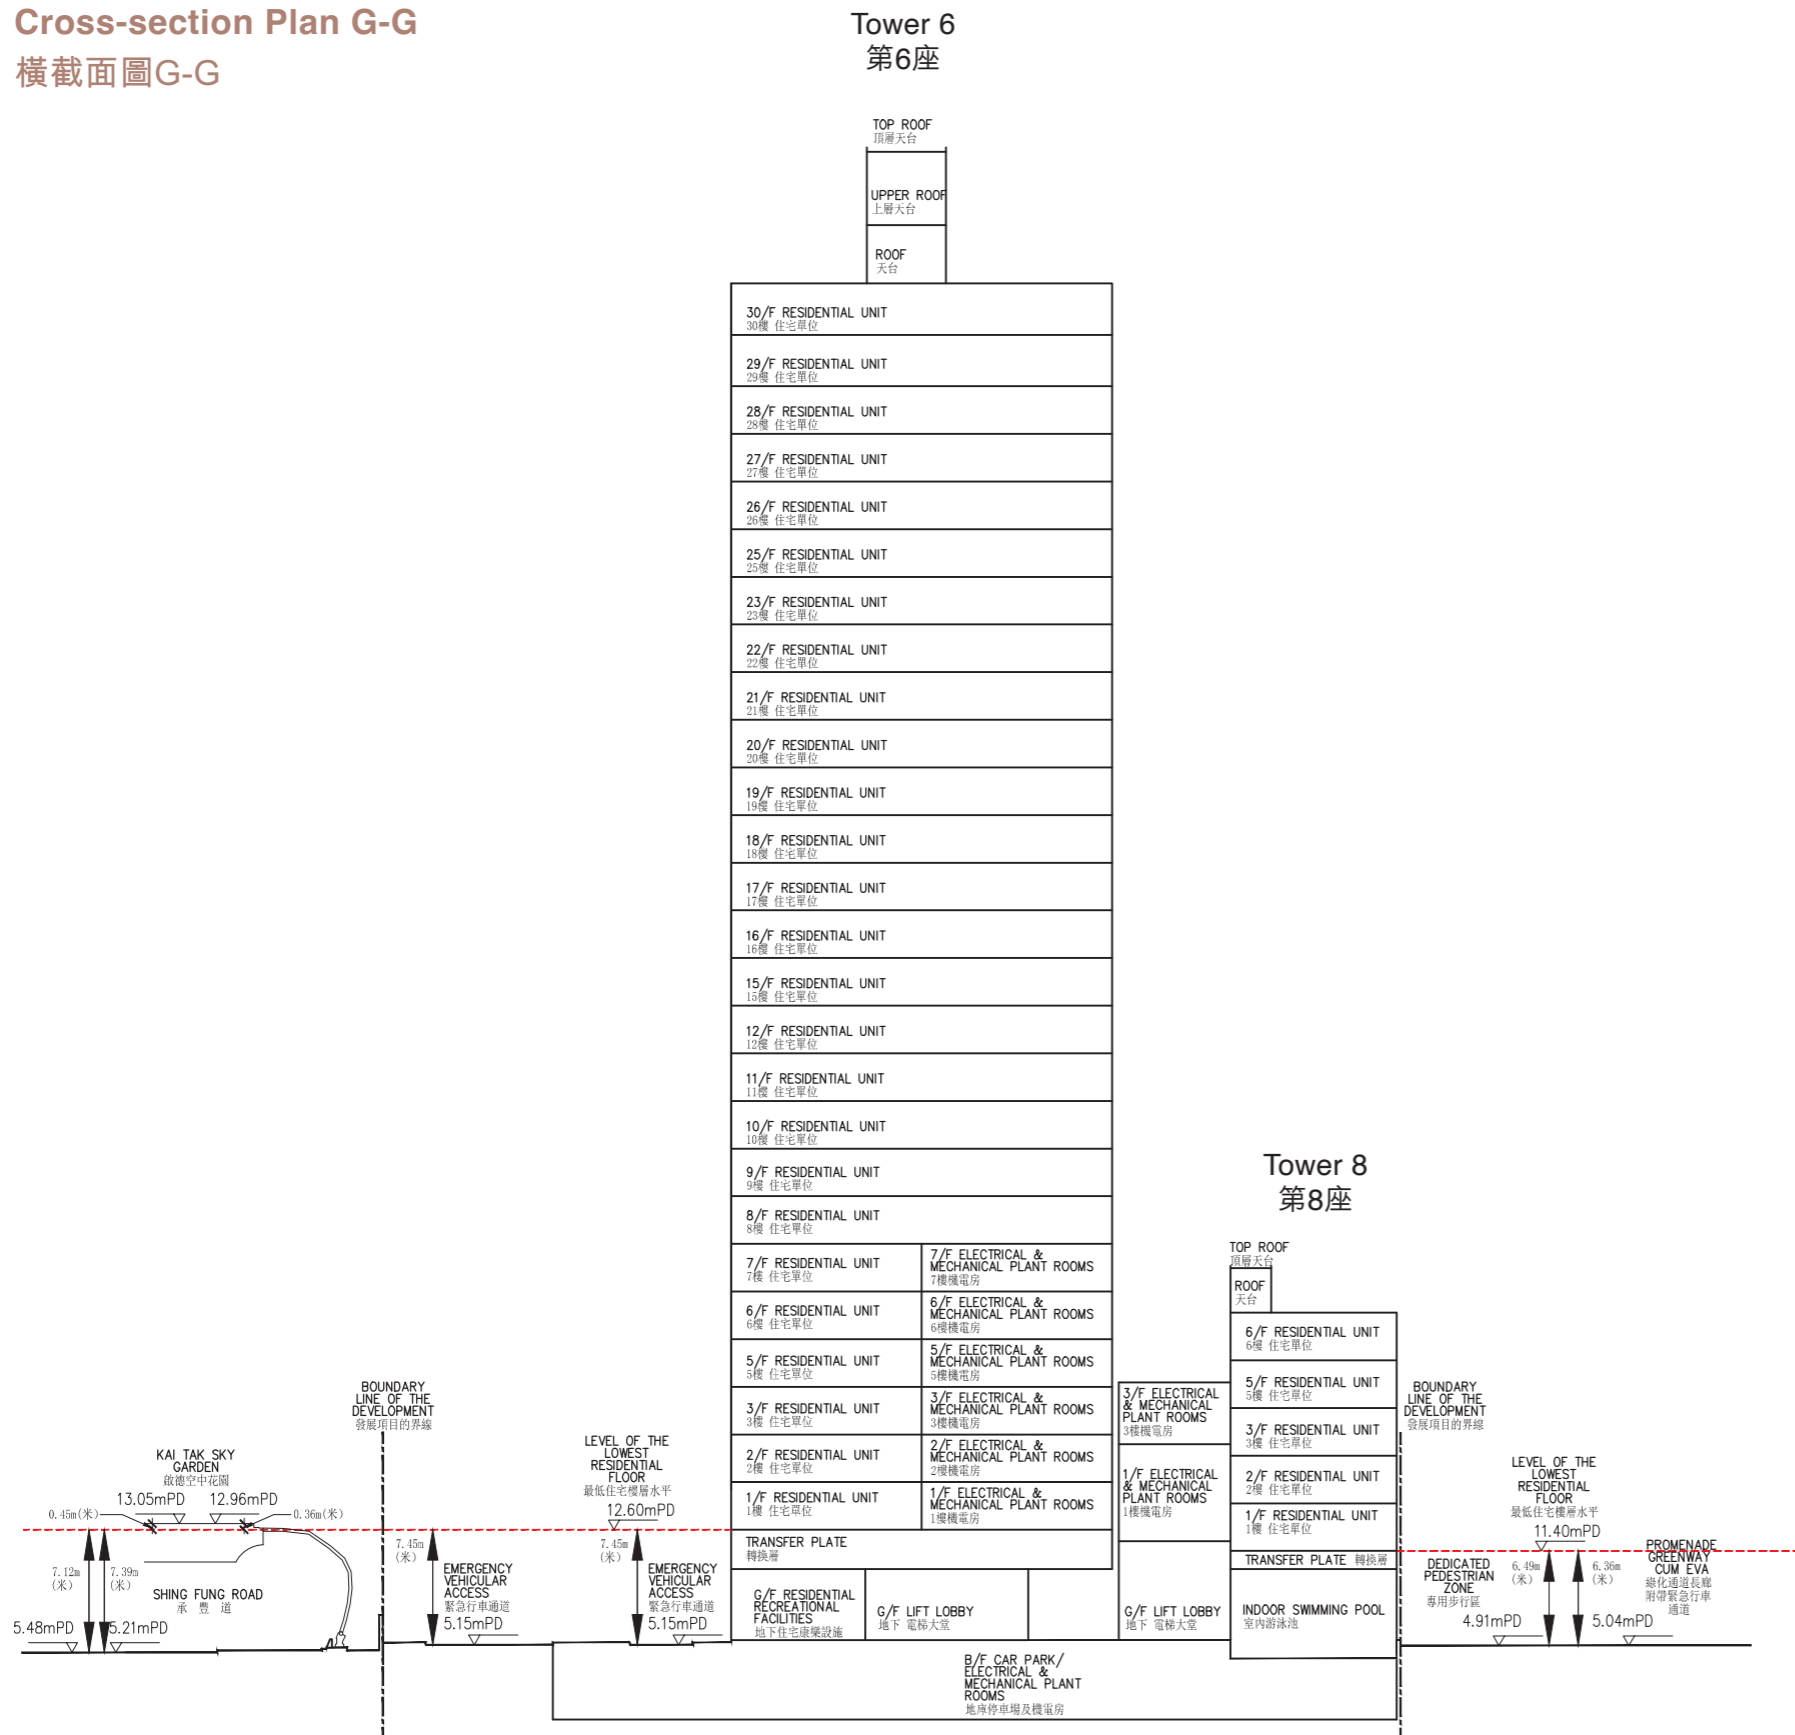 Cross-section Plan G-G
橫截面圖G-G
Tower 6
第6座
TOP ROOF
頂層天台
UPPER ROOF
上層天台
ROOF
天台
30/F RESIDENTIAL UNIT
30樓 住宅單位
29/F RESIDENTIAL UNIT
29樓 住宅單位
28/F RESIDENTIAL UNIT
28樓 住宅單位
27/F RESIDENTIAL UNIT
27樓 住宅單位
26/F RESIDENTIAL UNIT
26樓 住宅單位
25/F RESIDENTIAL UNIT
25樓 住宅單位
23/F RESIDENTIAL UNIT
23樓 住宅單位
22/F RESIDENTIAL UNIT
22樓 住宅單位
21/F RESIDENTIAL UNIT
21樓 住宅單位
20/F RESIDENTIAL UNIT
20樓 住宅單位
19/F RESIDENTIAL UNIT
19樓 住宅單位
18/F RESIDENTIAL UNIT
18樓 住宅單位
17/F RESIDENTIAL UNIT
17樓 住宅單位
16/F RESIDENTIAL UNIT
16樓 住宅單位
15/F RESIDENTIAL UNIT
15樓 住宅單位
12/F RESIDENTIAL UNIT
12樓 住宅單位
11/F RESIDENTIAL UNIT
11樓 住宅單位
10/F RESIDENTIAL UNIT
10樓 住宅單位
9/F RESIDENTIAL UNIT
9樓 住宅單位
8/F RESIDENTIAL UNIT
8樓 住宅單位
7/F RESIDENTIAL UNIT
7樓 住宅單位
7/F ELECTRICAL &
MECHANICAL PLANT ROOMS
7樓機電房
6/F RESIDENTIAL UNIT
6樓 住宅單位
6/F ELECTRICAL &
MECHANICAL PLANT ROOMS
6樓機電房
5/F RESIDENTIAL UNIT
5樓 住宅單位
5/F ELECTRICAL &
MECHANICAL PLANT ROOMS
5樓機電房
3/F RESIDENTIAL UNIT
3樓 住宅單位
3/F ELECTRICAL &
MECHANICAL PLANT ROOMS
3樓機電房
2/F RESIDENTIAL UNIT
2樓 住宅單位
2/F ELECTRICAL &
MECHANICAL PLANT ROOMS
2樓機電房
1/F RESIDENTIAL UNIT
1樓 住宅單位
1/F ELECTRICAL &
MECHANICAL PLANT ROOMS
1樓機電房
TRANSFER PLATE
轉換層
G/F RESIDENTIAL
RECREATIONAL
FACILITIES
地下住宅康樂設施
G/F LIFT LOBBY
地下 電梯大堂
3/F ELECTRICAL
& MECHANICAL
PLANT ROOMS
3樓機電房
1/F ELECTRICAL
& MECHANICAL
PLANT ROOMS
1樓機電房
G/F LIFT LOBBY
地下 電梯大堂
B/F CAR PARK/
ELECTRICAL &
MECHANICAL PLANT
ROOMS
地庫停車場及機電房
Tower 8
第8座
TOP ROOF
頂層天台
ROOF
天台
6/F RESIDENTIAL UNIT
6樓 住宅單位
5/F RESIDENTIAL UNIT
5樓 住宅單位
3/F RESIDENTIAL UNIT
3樓 住宅單位
2/F RESIDENTIAL UNIT
2樓 住宅單位
1/F RESIDENTIAL UNIT
1樓 住宅單位
TRANSFER PLATE 轉換層
INDOOR SWIMMING POOL
室內游泳池
BOUNDARY
LINE OF THE
DEVELOPMENT
發展項目的界線
KAI TAK SKY
GARDEN
啟德空中花園
13.05mPD
12.96mPD
0.45m(米)
0.36m(米)
7.12m
(米)
7.39m
(米)
SHING FUNG ROAD
承 豐 道
5.48mPD
5.21mPD
7.45m
(米)
EMERGENCY
VEHICULAR
ACCESS
緊急行車通道
5.15mPD
LEVEL OF THE
LOWEST
RESIDENTIAL
FLOOR
最低住宅樓層水平
12.60mPD
7.45m
(米)
EMERGENCY
VEHICULAR
ACCESS
緊急行車通道
5.15mPD
BOUNDARY
LINE OF THE
DEVELOPMENT
發展項目的界線
LEVEL OF THE
LOWEST
RESIDENTIAL
FLOOR
最低住宅樓層水平
11.40mPD
DEDICATED
PEDESTRIAN
ZONE
專用步行區
4.91mPD
6.49m
(米)
6.36m
(米)
PROMENADE
GREENWAY
CUM EVA
綠化通道長廊
附帶緊急行車
通道
5.04mPD